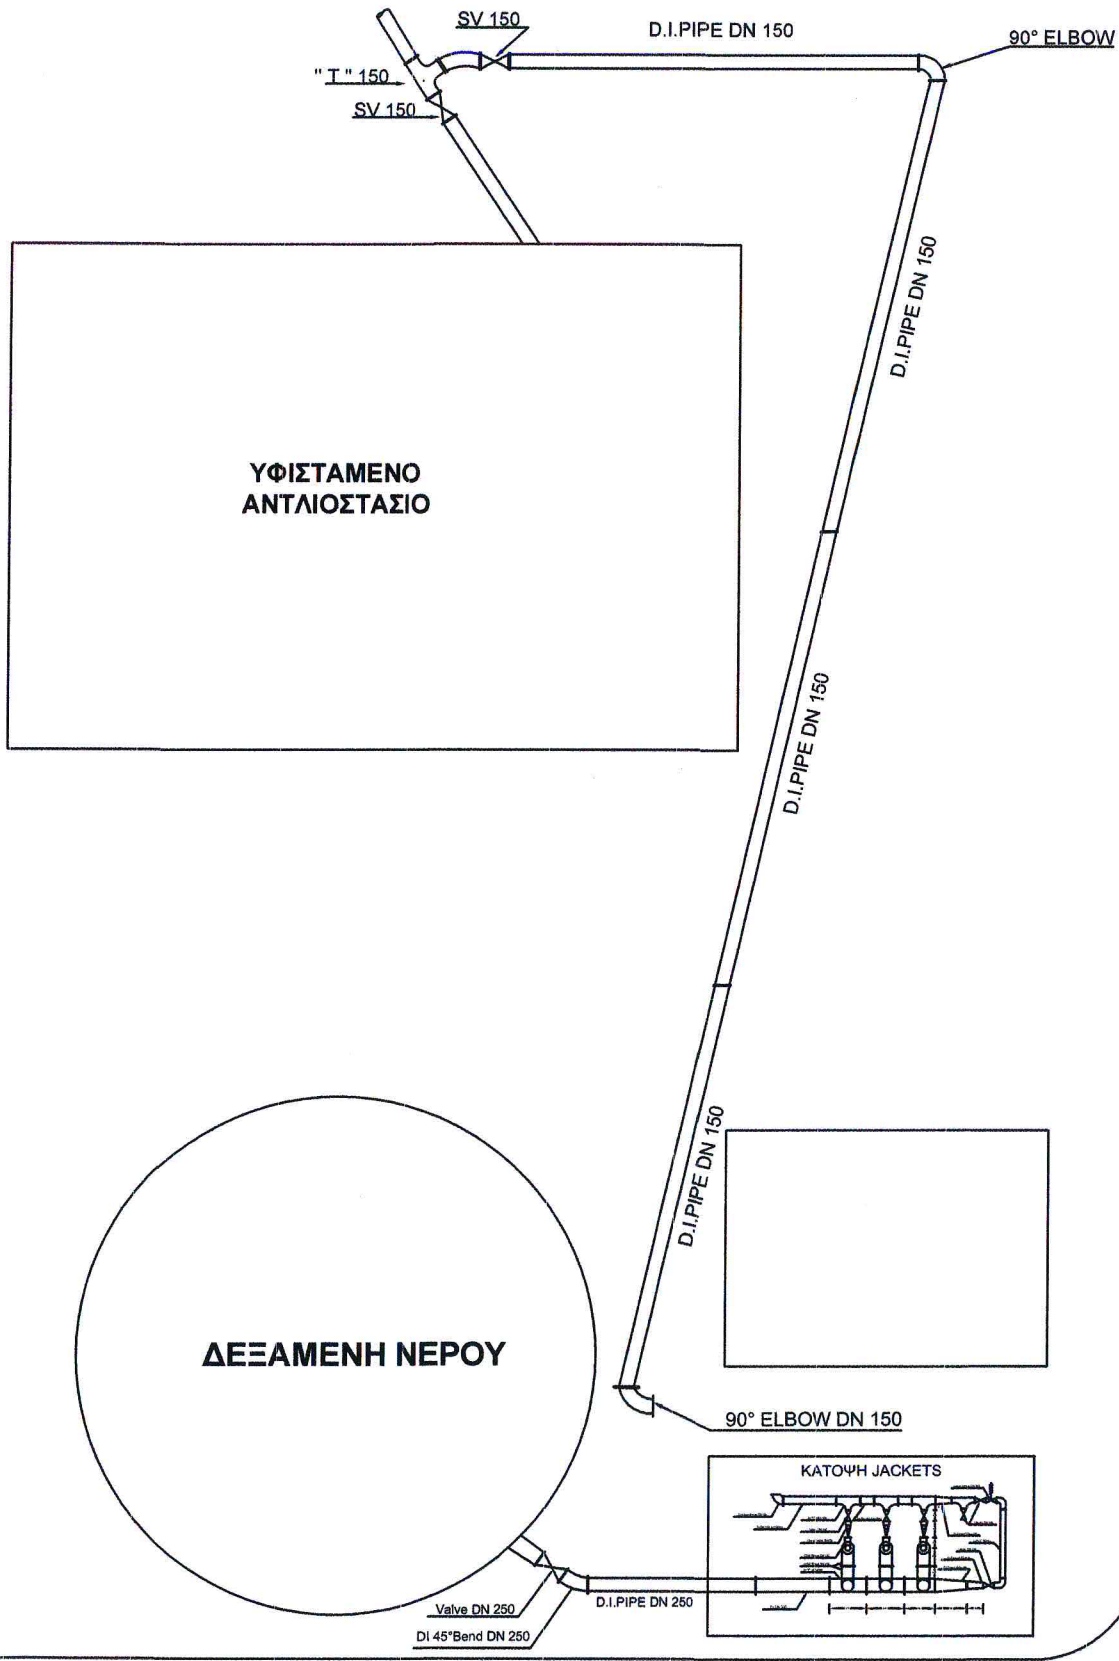 SV 150
D.I.PIPE DN 150
90° ELBOW
" T " 150
SV 150
D.I.PIPE DN 150
ΥΦΙΣΤΑΜΕΝΟ
ΑΝΤΛΙΟΣΤΑΣΙΟ
D.I.PIPE DN 150
D.I.PIPE DN 150
ΔΕΞΑΜΕΝΗ ΝΕΡΟΥ
90° ELBOW DN 150
ΚΑΤΟΨΗ JACKETS
Valve DN 250
D.I.PIPE DN 250
DI 45°Bend DN 250